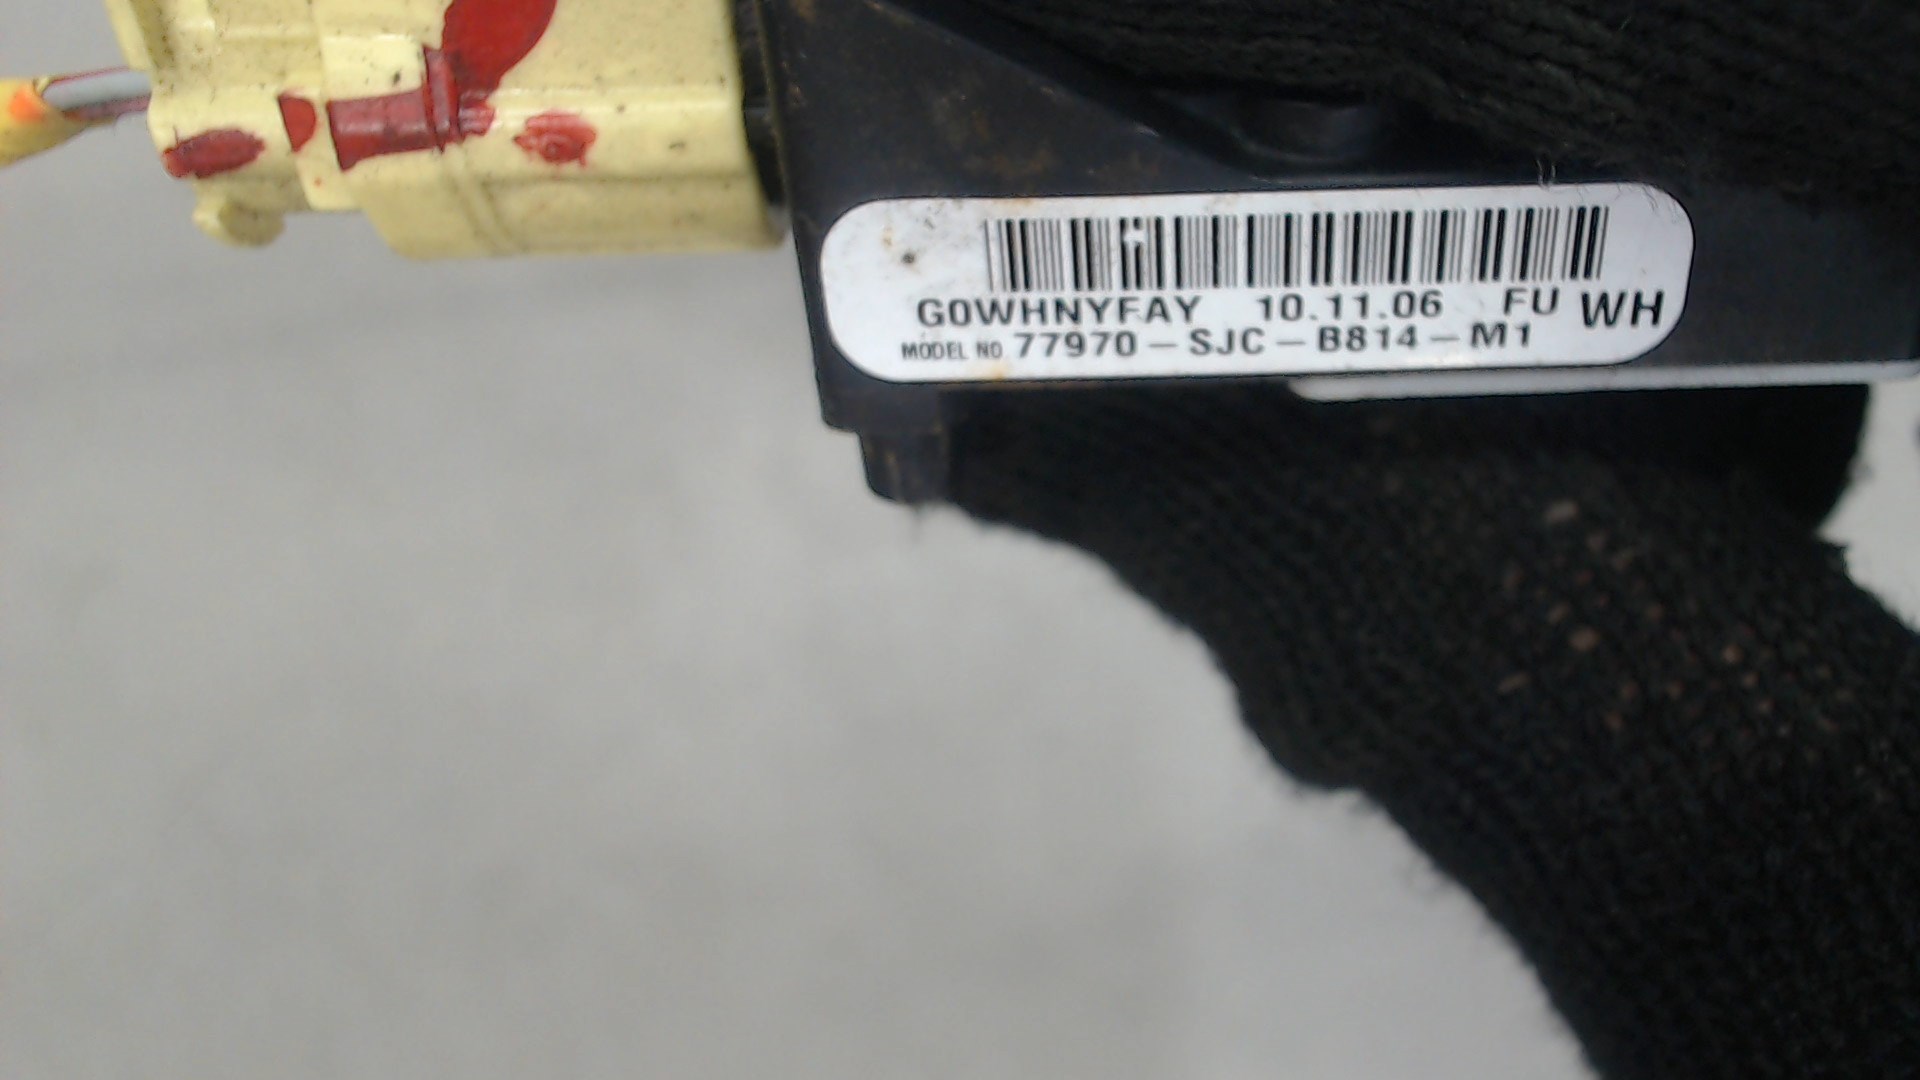 G0WHNYFAY 10.11.06 FU WH
MODEL NO 77970-SJC-B814-M1